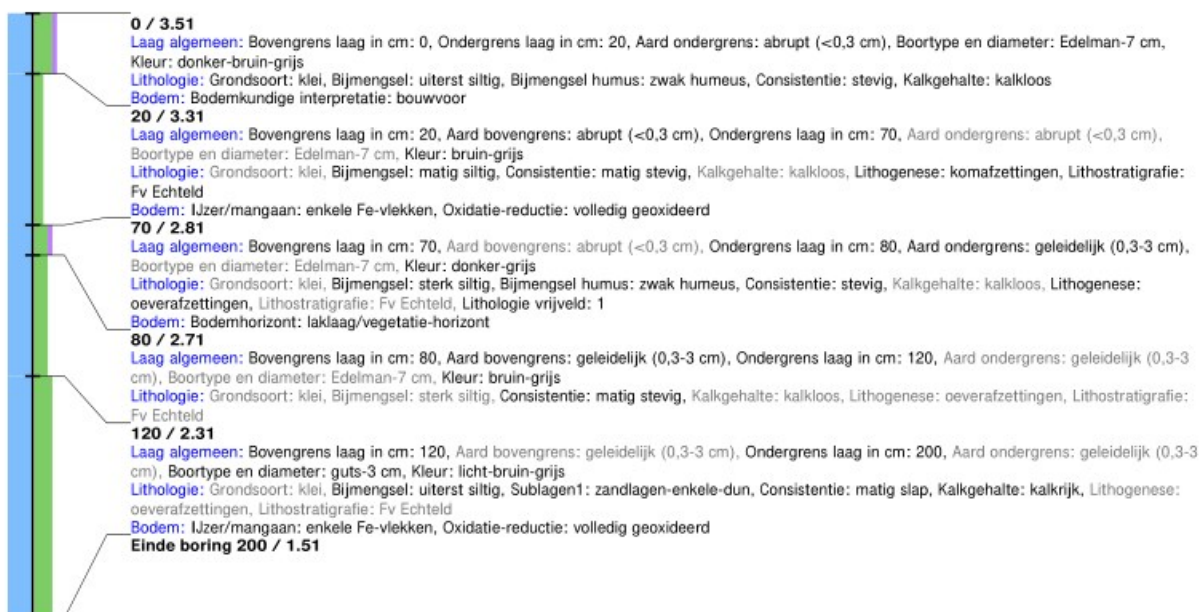 0 / 3.51
Laag algemeen: Bovengrens laag in cm: 0, Ondergrens laag in cm: 20, Aard ondergrens: abrupt (<0,3 cm), Boortype en diameter: Edelman-7 cm,
Kleur: donker-bruin-grijs
Lithologie: Grondsoort: klei, Bijmengsel: uiterst siltig, Bijmengsel humus: zwak humeus, Consistentie: stevig, Kalkgehalte: kalkloos
Bodem: Bodemkundige interpretatie: bouwvoor
20 / 3.31
Laag algemeen: Bovengrens laag in cm: 20, Aard bovengrens: abrupt (<0,3 cm), Ondergrens laag in cm: 70, Aard ondergrens: abrupt (<0,3 cm),
Boortype en diameter: Edelman-7 cm, Kleur: bruin-grijs
Lithologie: Grondsoort: klei, Bijmengsel: matig siltig, Consistentie: matig stevig, Kalkgehalte: kalkloos, Lithogenese: komafzettingen, Lithostratigrafie:
Fv Echteld
Bodem: IJzer/mangaan: enkele Fe-vlekken, Oxidatie-reductie: volledig geoxideerd
70 / 2.81
Laag algemeen: Bovengrens laag in cm: 70, Aard bovengrens: abrupt (<0,3 cm), Ondergrens laag in cm: 80, Aard ondergrens: geleidelijk (0,3-3 cm),
Boortype en diameter: Edelman-7 cm, Kleur: donker-grijs
Lithologie: Grondsoort: klei, Bijmengsel: sterk siltig, Bijmengsel humus: zwak humeus, Consistentie: stevig, Kalkgehalte: kalkloos, Lithogenese:
oeverafzettingen, Lithostratigrafie: Fv Echteld, Lithologie vrijveld: 1
Bodem: Bodemhorizont: laklaag/vegetatie-horizont
80 / 2.71
Laag algemeen: Bovengrens laag in cm: 80, Aard bovengrens: geleidelijk (0,3-3 cm), Ondergrens laag in cm: 120, Aard ondergrens: geleidelijk (0,3-3
cm), Boortype en diameter: Edelman-7 cm, Kleur: bruin-grijs
Lithologie: Grondsoort: klei, Bijmengsel: sterk siltig, Consistentie: matig stevig, Kalkgehalte: kalkloos, Lithogenese: oeverafzettingen, Lithostratigrafie:
Fv Echteld
120 / 2.31
Laag algemeen: Bovengrens laag in cm: 120, Aard bovengrens: geleidelijk (0,3-3 cm), Ondergrens laag in cm: 200, Aard ondergrens: geleidelijk (0,3-3
cm), Boortype en diameter: guts-3 cm, Kleur: licht-bruin-grijs
Lithologie: Grondsoort: klei, Bijmengsel: uiterst siltig, Sublagen1: zandlagen-enkele-dun, Consistentie: matig slap, Kalkgehalte: kalkrijk, Lithogenese:
oeverafzettingen, Lithostratigrafie: Fv Echteld
Bodem: IJzer/mangaan: enkele Fe-vlekken, Oxidatie-reductie: volledig geoxideerd
Einde boring 200 / 1.51